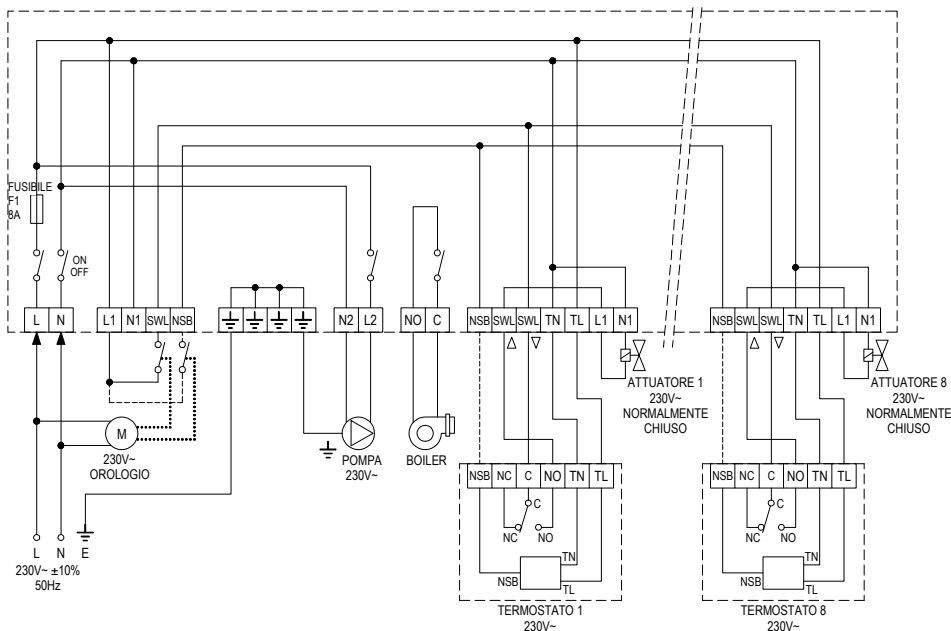 FUSIBILE
F1
8A
ON
OFF
L N
L1 N1 SWL NSB
N2 L2
NO C
NSB SWL SWL TN TL L1 N1
NSB SWL SWL TN TL L1 N1
ATTUATORE 1
230V~
NORMALMENTE
CHIUSO
ATTUATORE 8
230V~
NORMALMENTE
CHIUSO
M
230V~
OROLOGIO
POMPA
230V~
BOILER
NSB NC C NO TN TL
C
NC NO
TN
NSB
TL
TERMOSTATO 1
230V~
NSB NC C NO TN TL
C
NC NO
TN
NSB
TL
TERMOSTATO 8
230V~
L N E
230V~ ±10%
50Hz